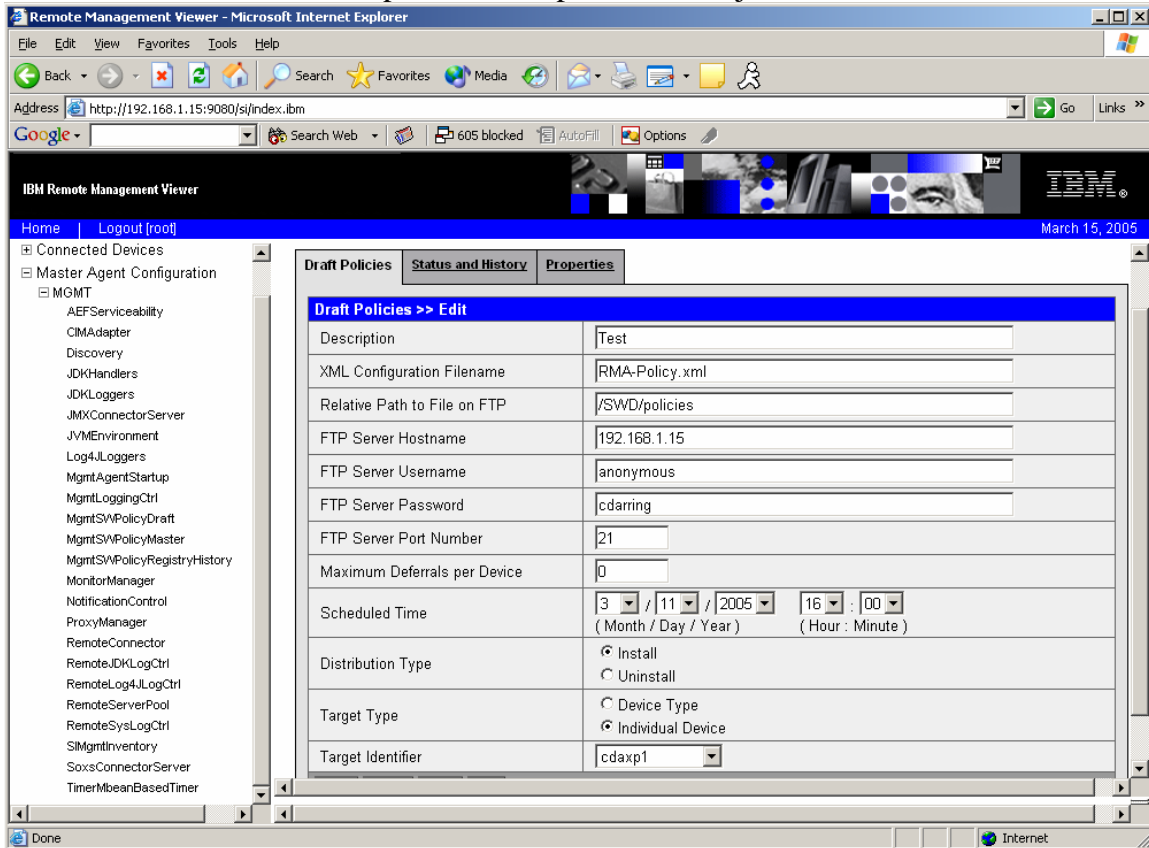 Remote Management Viewer - Microsoft Internet Explorer
File Edit View Favorites Tools Help
Back Search Favorites Media
Address http://192.168.1.15:9080/si/index.ibm Go Links »
Google Search Web 605 blocked AutoFill Options
IBM Remote Management Viewer IBM®
Home | Logout [root] March 15, 2005
Connected Devices
Master Agent Configuration
MGMT
AEFServiceability
CIMAdapter
Discovery
JDKHandlers
JDKLoggers
JMXConnectorServer
JVMEnvironment
Log4JLoggers
MgmtAgentStartup
MgmtLoggingCtrl
MgmtSWPolicyDraft
MgmtSWPolicyMaster
MgmtSWPolicyRegistryHistory
MonitorManager
NotificationControl
ProxyManager
RemoteConnector
RemoteJDKLogCtrl
RemoteLog4JLogCtrl
RemoteServerPool
RemoteSysLogCtrl
SIMgmtInventory
SoxsConnectorServer
TimerMbeanBasedTimer
Draft Policies Status and History Properties
Draft Policies >> Edit
Description Test
XML Configuration Filename RMA-Policy.xml
Relative Path to File on FTP /SWD/policies
FTP Server Hostname 192.168.1.15
FTP Server Username anonymous
FTP Server Password cdarring
FTP Server Port Number 21
Maximum Deferrals per Device 0
Scheduled Time 3 / 11 / 2005 16 : 00
( Month / Day / Year ) ( Hour : Minute )
Distribution Type Install
Uninstall
Target Type Device Type
Individual Device
Target Identifier cdaxp1
Done Internet